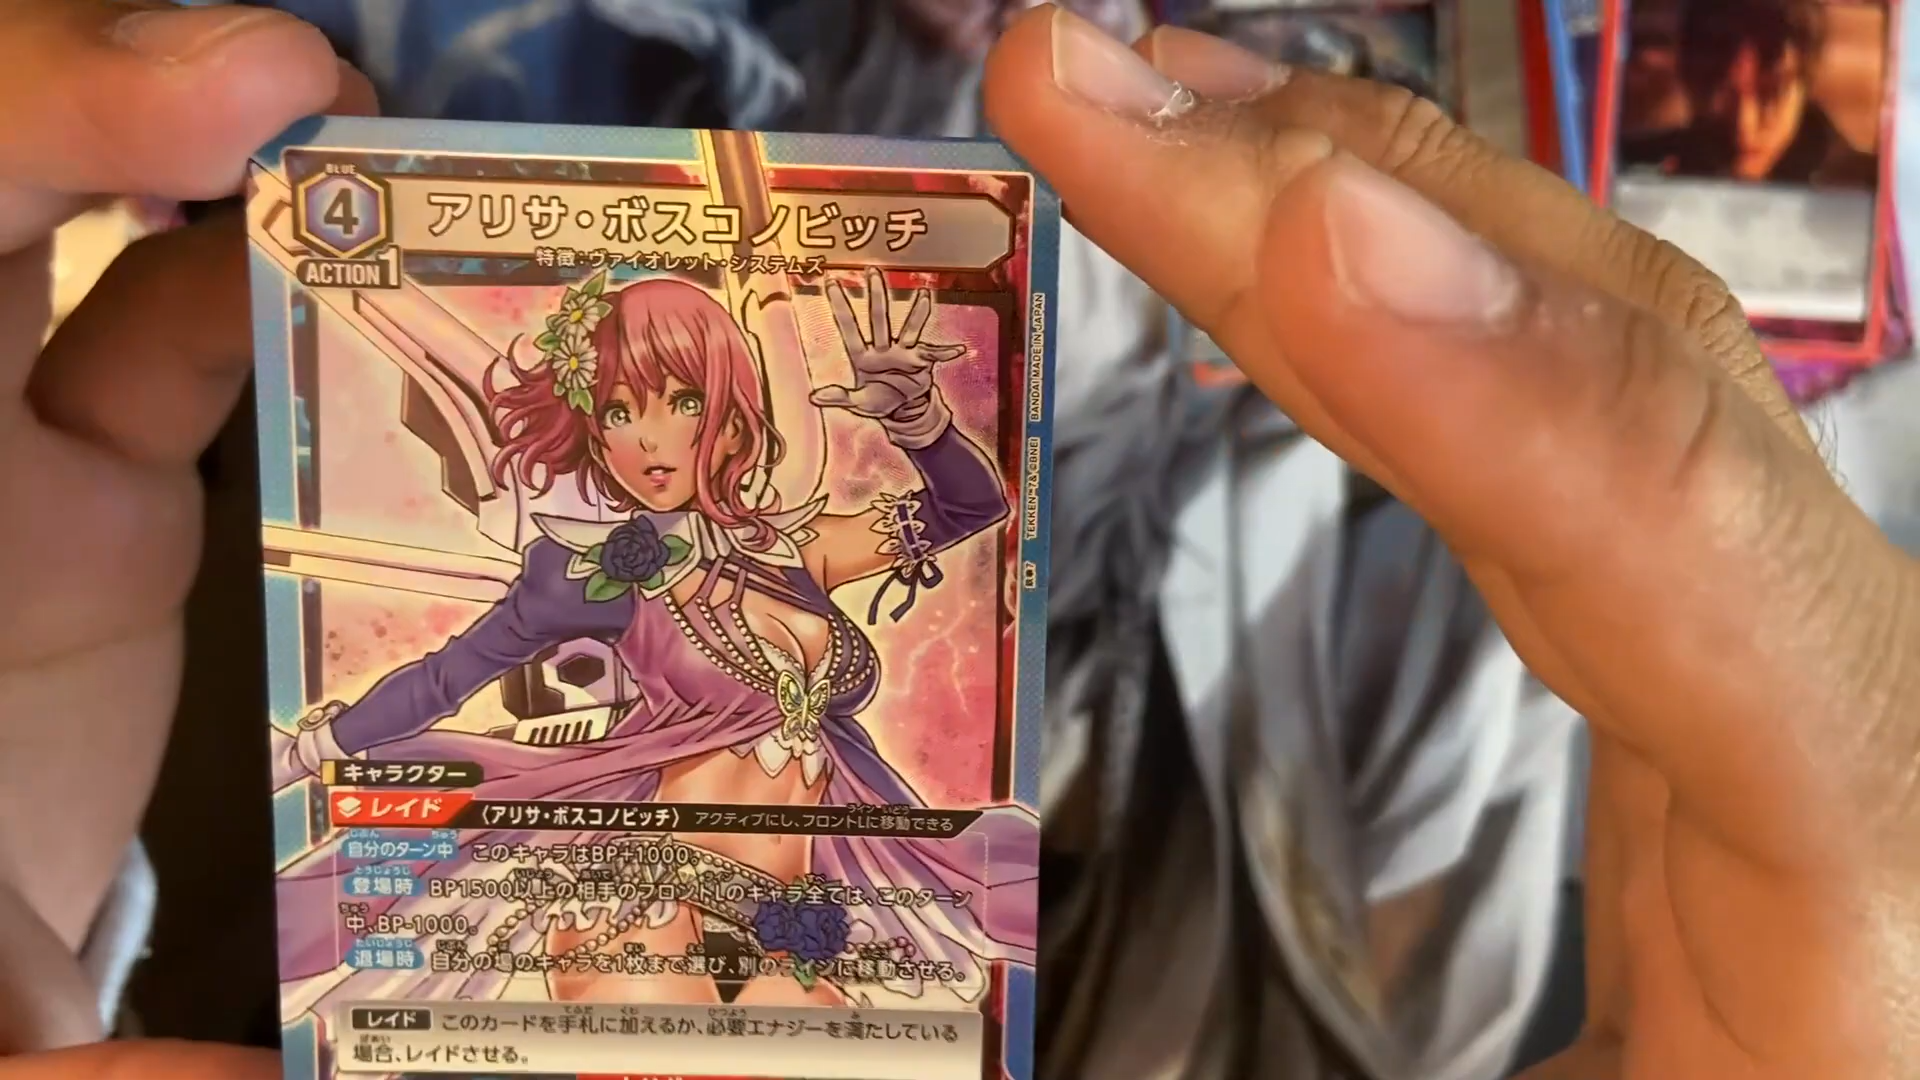 BLUE
4
アリサ・ボスコノビッチ
ACTION 1
特徴:ヴァイオレット・システムズ
BANDAI MADE IN JAPAN
TEKKEN™7& ©BNEI
キャラクター
レイド 〈アリサ・ボスコノビッチ〉 アクティブにし、フロントLに移動できる
自分のターン中 このキャラはBP+1000。
登場時 BP1500以上の相手のフロントLのキャラ全ては、このターン
中、BP-1000。
退場時 自分の場のキャラを1枚まで選び、別のラインに移動させる。
レイド このカードを手札に加えるか、必要エナジーを満たしている
場合、レイドさせる。